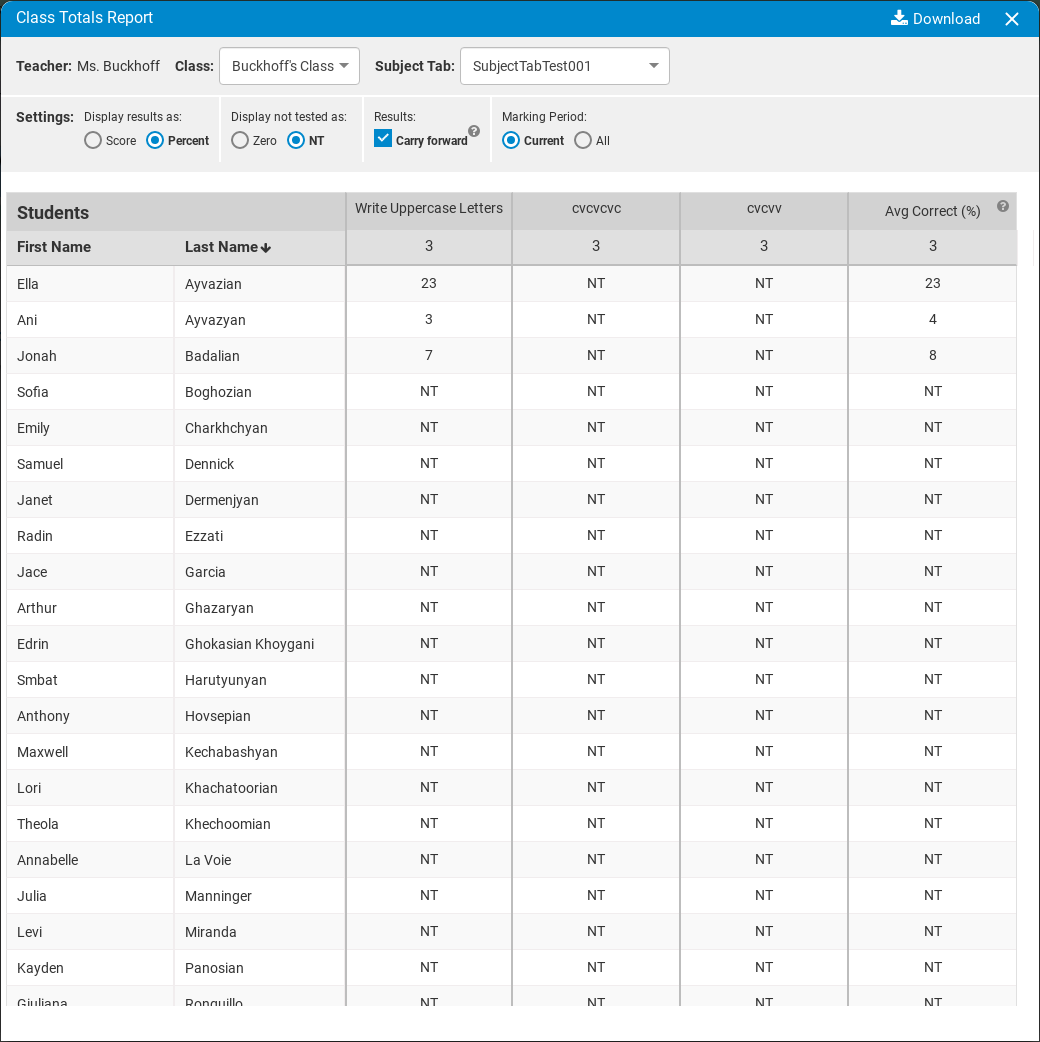 Class Totals Report Download
Teacher: Ms. Buckhoff Class: Buckhoff's Class Subject Tab: SubjectTabTest001
Settings: Display results as: Display not tested as: Results: Marking Period:
Score Percent Zero NT Carry forward ? Current All
Students Write Uppercase Letters cvcvcvc cvcvv Avg Correct (%) ?
First Name Last Name 3 3 3 3
Ella Ayvazian 23 NT NT 23
Ani Ayvazyan 3 NT NT 4
Jonah Badalian 7 NT NT 8
Sofia Boghozian NT NT NT NT
Emily Charkhchyan NT NT NT NT
Samuel Dennick NT NT NT NT
Janet Dermenjyan NT NT NT NT
Radin Ezzati NT NT NT NT
Jace Garcia NT NT NT NT
Arthur Ghazaryan NT NT NT NT
Edrin Ghokasian Khoygani NT NT NT NT
Smbat Harutyunyan NT NT NT NT
Anthony Hovsepian NT NT NT NT
Maxwell Kechabashyan NT NT NT NT
Lori Khachatoorian NT NT NT NT
Theola Khechoomian NT NT NT NT
Annabelle La Voie NT NT NT NT
Julia Manninger NT NT NT NT
Levi Miranda NT NT NT NT
Kayden Panosian NT NT NT NT
Giuliana Ronquillo NT NT NT NT